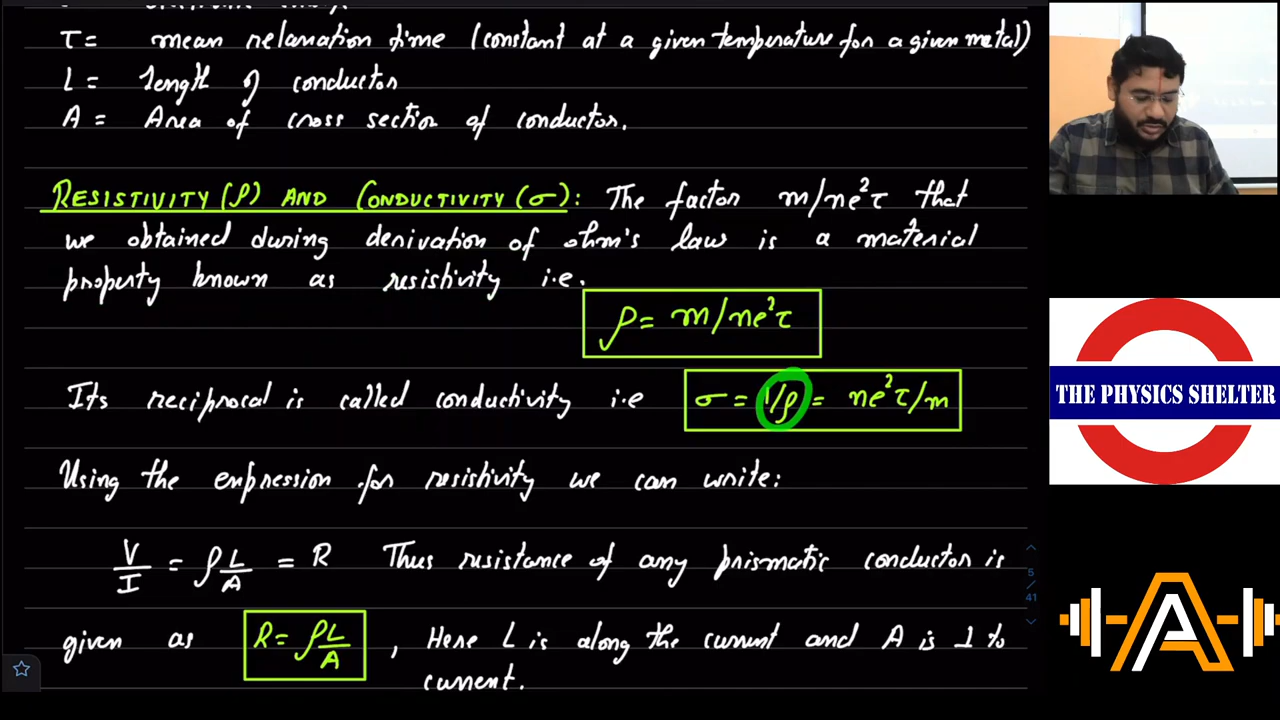 τ = mean relanation time (constant at a given temperature for a given metal)
L = length of conductor
A = Area of cross section of conductor.
RESISTIVITY (ρ) AND CONDUCTIVITY (σ): The factor m/ne²τ that
we obtained during derivation of ohm's law is a material
property known as resistivity i.e.
ρ = m/ne²τ
Its reciprocal is called conductivity i.e σ = 1/ρ = ne²τ/m
Using the expression for resistivity we can write:
V/I = ρ L/A = R Thus resistance of any prismatic conductor is
given as R = ρ L/A , Here L is along the current and A is ⊥ to
current.
THE PHYSICS SHELTER
5
/
41
A